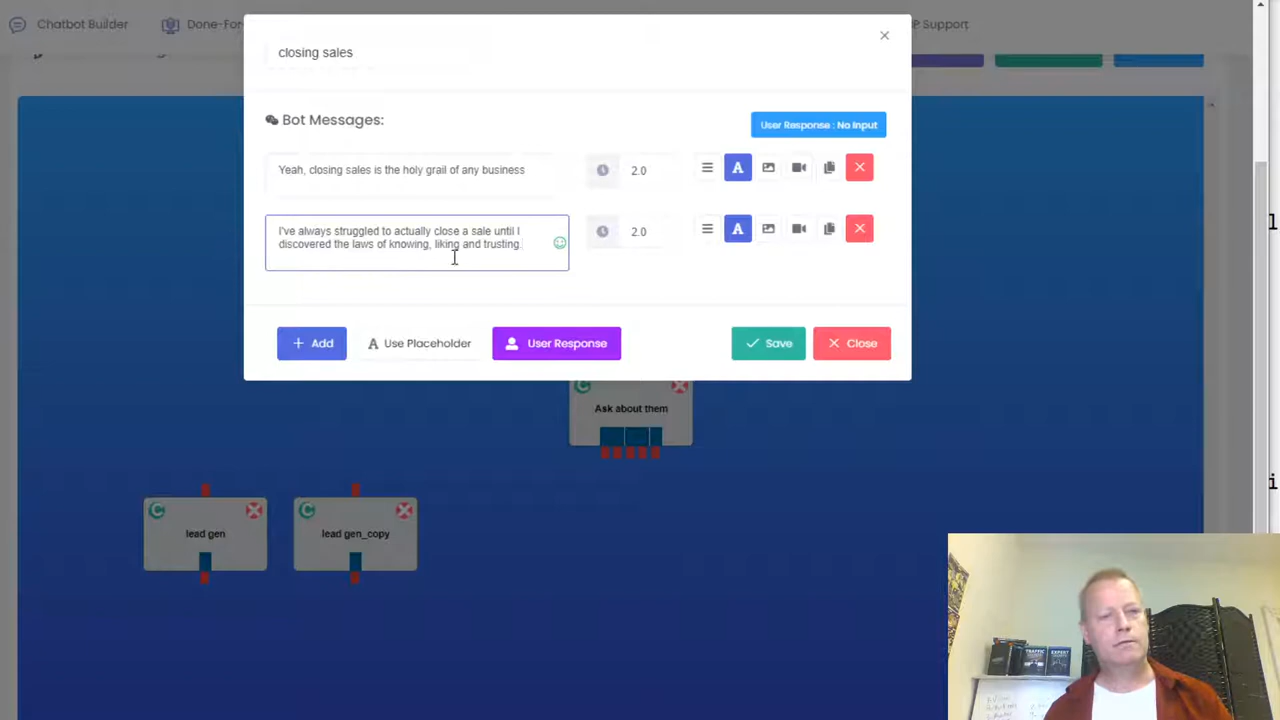 Chatbot Builder
Done-For
P Support
closing sales
Bot Messages:
User Response : No Input
Yeah, closing sales is the holy grail of any business
2.0
A
I've always struggled to actually close a sale until I
discovered the laws of knowing, liking and trusting.
2.0
A
Add
A Use Placeholder
User Response
Save
Close
C
Ask about them
C
lead gen
C
lead gen_copy
TRAFFIC
EXPERT
l
i